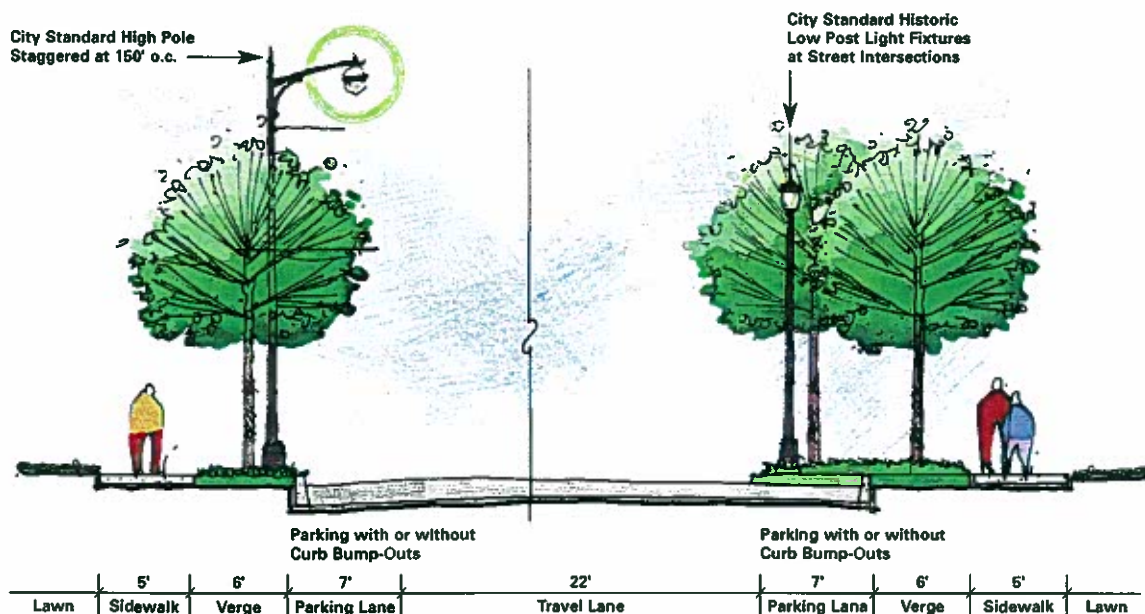 City Standard High Pole
Staggered at 150' o.c.
City Standard Historic
Low Post Light Fixtures
at Street Intersections
Parking with or without
Curb Bump-Outs
Parking with or without
Curb Bump-Outs
5' 6' 7' 22' 7' 6' 5'
Lawn Sidewalk Verge Parking Lane Travel Lane Parking Lana Verge Sidewalk Lawn